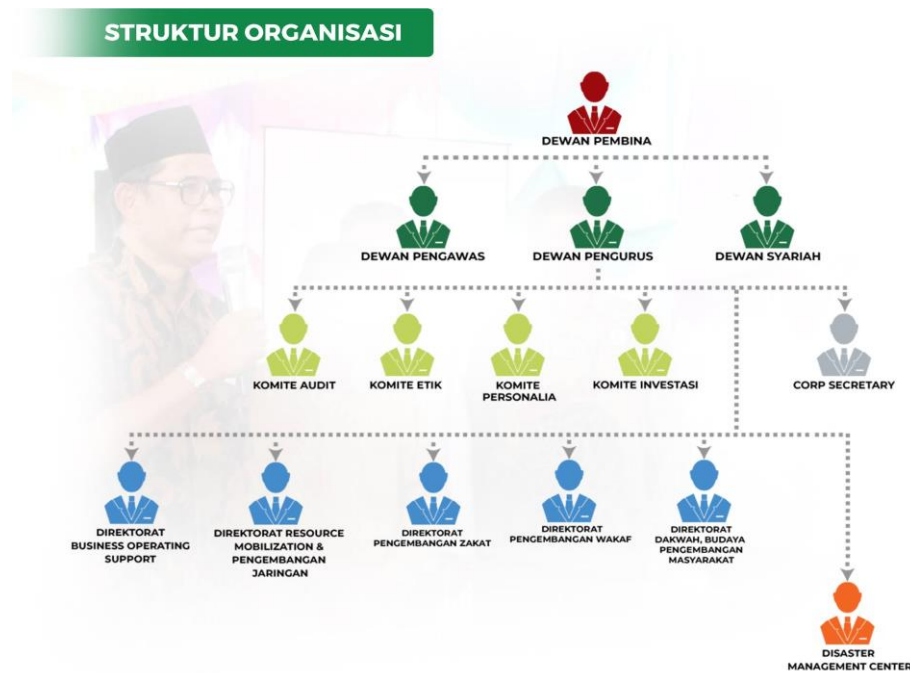 STRUKTUR ORGANISASI
DEWAN PEMBINA
DEWAN PENGAWAS
DEWAN PENGURUS
DEWAN SYARIAH
KOMITE AUDIT
KOMITE ETIK
KOMITE
PERSONALIA
KOMITE INVESTASI
CORP SECRETARY
DIREKTORAT
BUSINESS OPERATING
SUPPORT
DIREKTORAT RESOURCE
MOBILIZATION &
PENGEMBANGAN
JARINGAN
DIREKTORAT
PENGEMBANGAN ZAKAT
DIREKTORAT
PENGEMBANGAN WAKAF
DIREKTORAT
DAKWAH, BUDAYA
PENGEMBANGAN
MASYARAKAT
DISASTER
MANAGEMENT CENTER